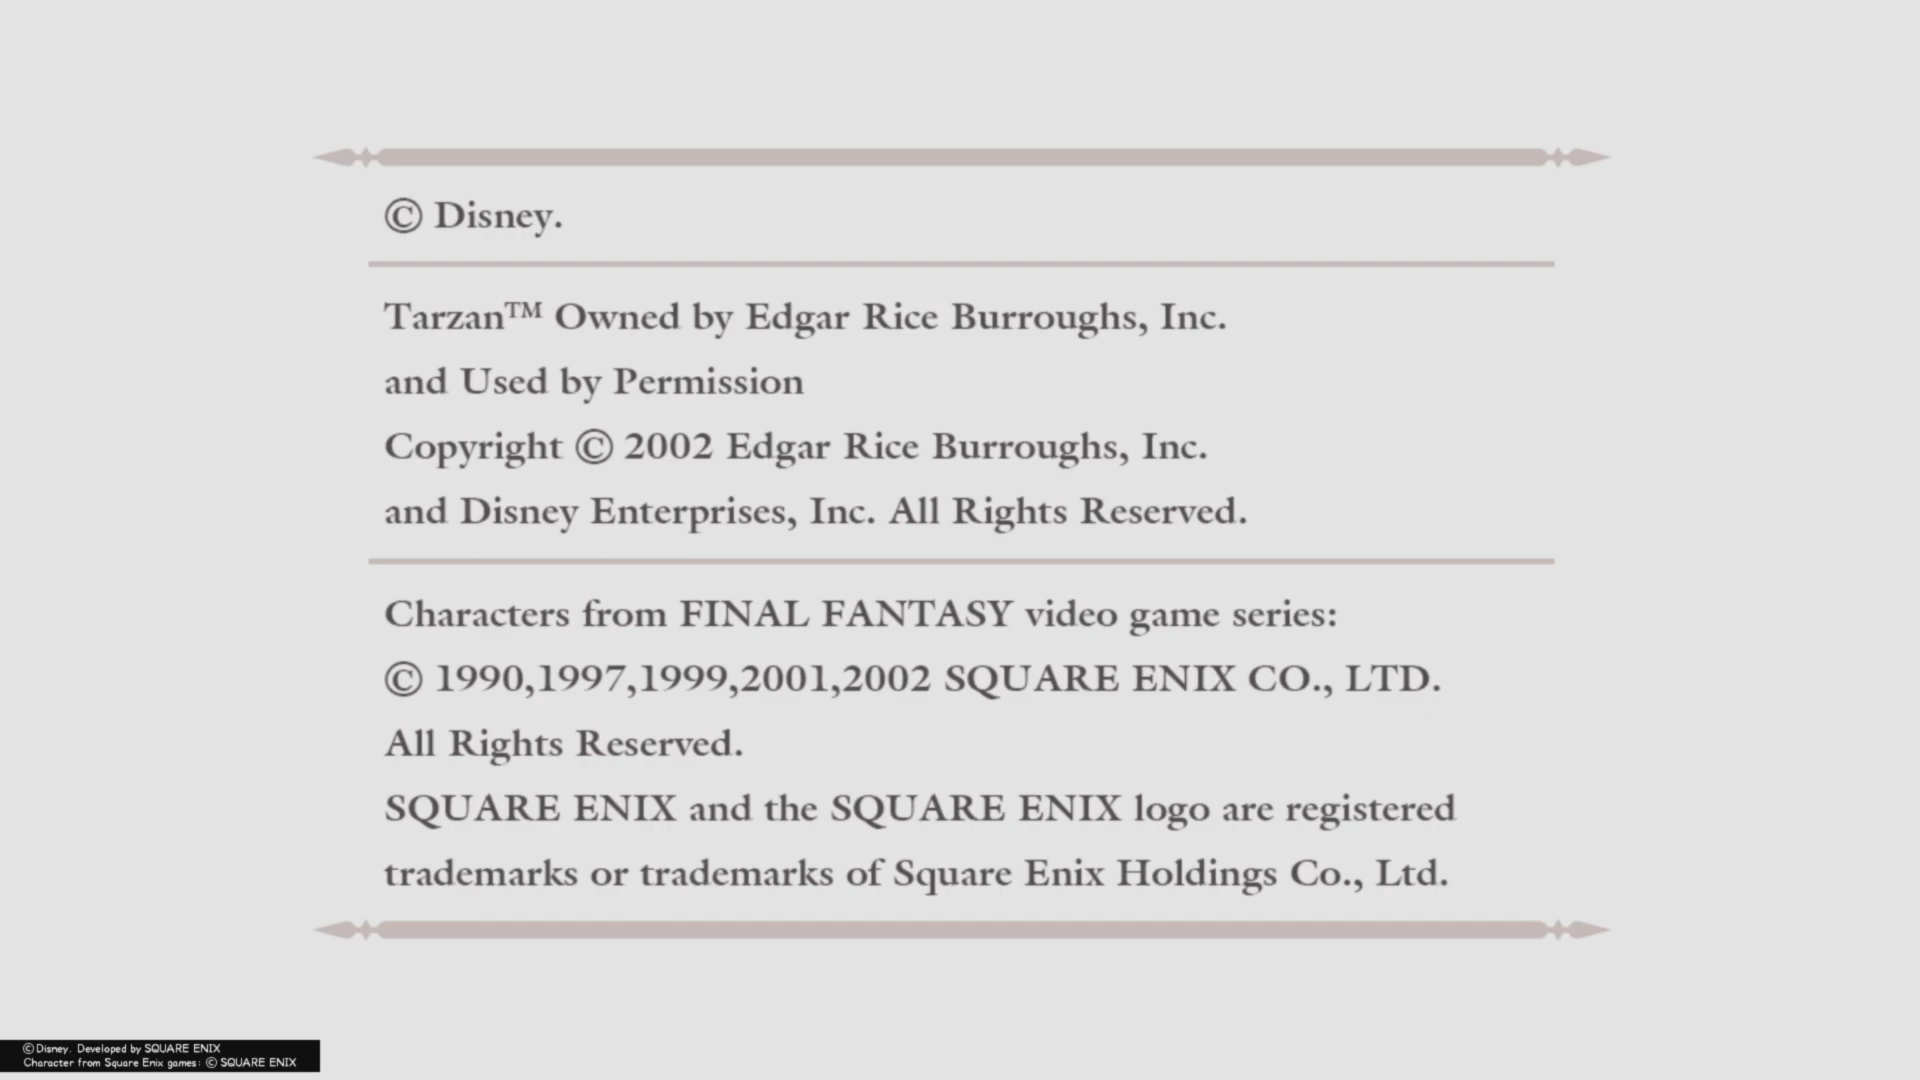 © Disney.
Tarzan™ Owned by Edgar Rice Burroughs, Inc.
and Used by Permission
Copyright © 2002 Edgar Rice Burroughs, Inc.
and Disney Enterprises, Inc. All Rights Reserved.
Characters from FINAL FANTASY video game series:
© 1990,1997,1999,2001,2002 SQUARE ENIX CO., LTD.
All Rights Reserved.
SQUARE ENIX and the SQUARE ENIX logo are registered
trademarks or trademarks of Square Enix Holdings Co., Ltd.
© Disney. Developed by SQUARE ENIX
Character from Square Enix games: © SQUARE ENIX